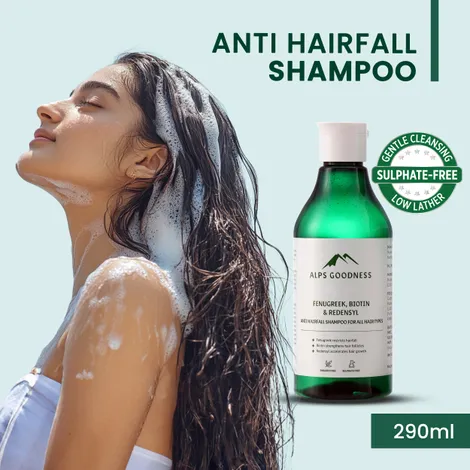 ANTI HAIRFALL
SHAMPOO
GENTLE CLEANSING
SULPHATE-FREE
LOW LATHER
ALPS GOODNESS
FENUGREEK, BIOTIN
& REDENSYL
ANTI HAIRFALL SHAMPOO FOR ALL HAIR TYPES
290ml